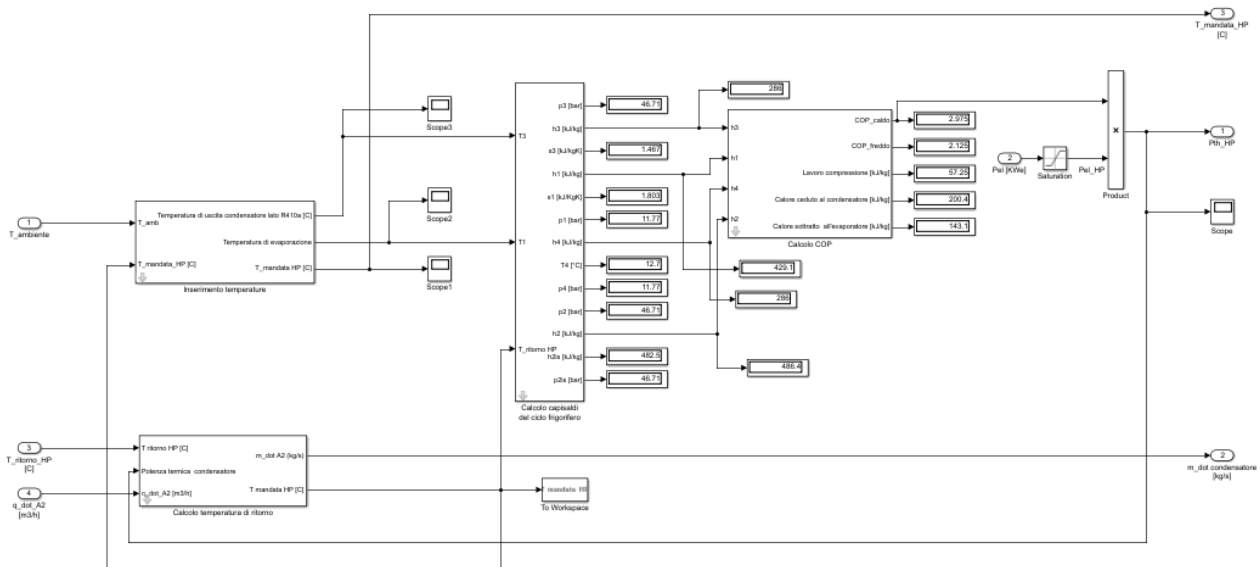 3
T_mandata_HP
[C]
286
p3 [bar]
46.71
Scope3
h3 [kJ/kg]
COP_caldo
2.975
T3
h3
s3 [kJ/kgK]
1.467
COP_freddo
2.125
1
Pth_HP
h1 [kJ/kg]
h1
Lavoro compressione [kJ/kg]
57.25
2
Pel [KWe]
Saturation
Pel_HP
×
Product
s1 [kJ/KgK]
1.803
h4
Calore ceduto al condensatore [kJ/kg]
200.4
p1 [bar]
11.77
h2
Calore sottratto all'evaporatore [kJ/kg]
143.1
Scope
Calcolo COP
1
T_ambiente
T_amb
Temperatura di uscita condensatore lato R410a [C]
Scope2
Temperatura di evaporazione
T1
h4 [kJ/kg]
T_mandata_HP [C]
T_mandata HP [C]
Scope1
T4 [°C]
12.7
429.1
Inserimento temperature
p4 [bar]
11.77
286
p2 [bar]
46.71
h2 [kJ/kg]
T_ritorno HP
h2is [kJ/kg]
482.5
486.4
p2is [bar]
46.71
Calcolo capisaldi
del ciclo frigorifero
3
T_ritorno_HP
[C]
T ritorno HP [C]
m_dot A2 (kg/s)
2
m_dot condensatore
[kg/s]
Potenza termica condensatore
4
q_dot_A2
[m3/h]
q_dot_A2 [m3/h]
T mandata HP [C]
mandata
To Workspace
Calcolo temperatura di ritorno